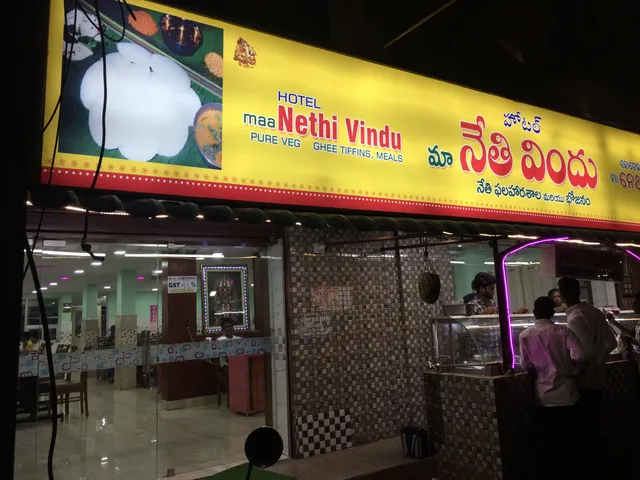 HOTEL
maa Nethi Vindu
PURE VEG GHEE TIFFINS, MEALS
హోటల్
మా నేతి విందు
నేతి ఫలహారశాల మరియు భోజనం
GST